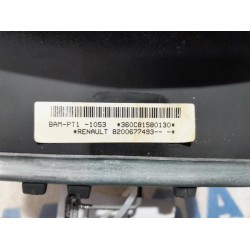 BAM-PT1 -1053 *360C81580130*
*RENAULT 8200677493-- -*